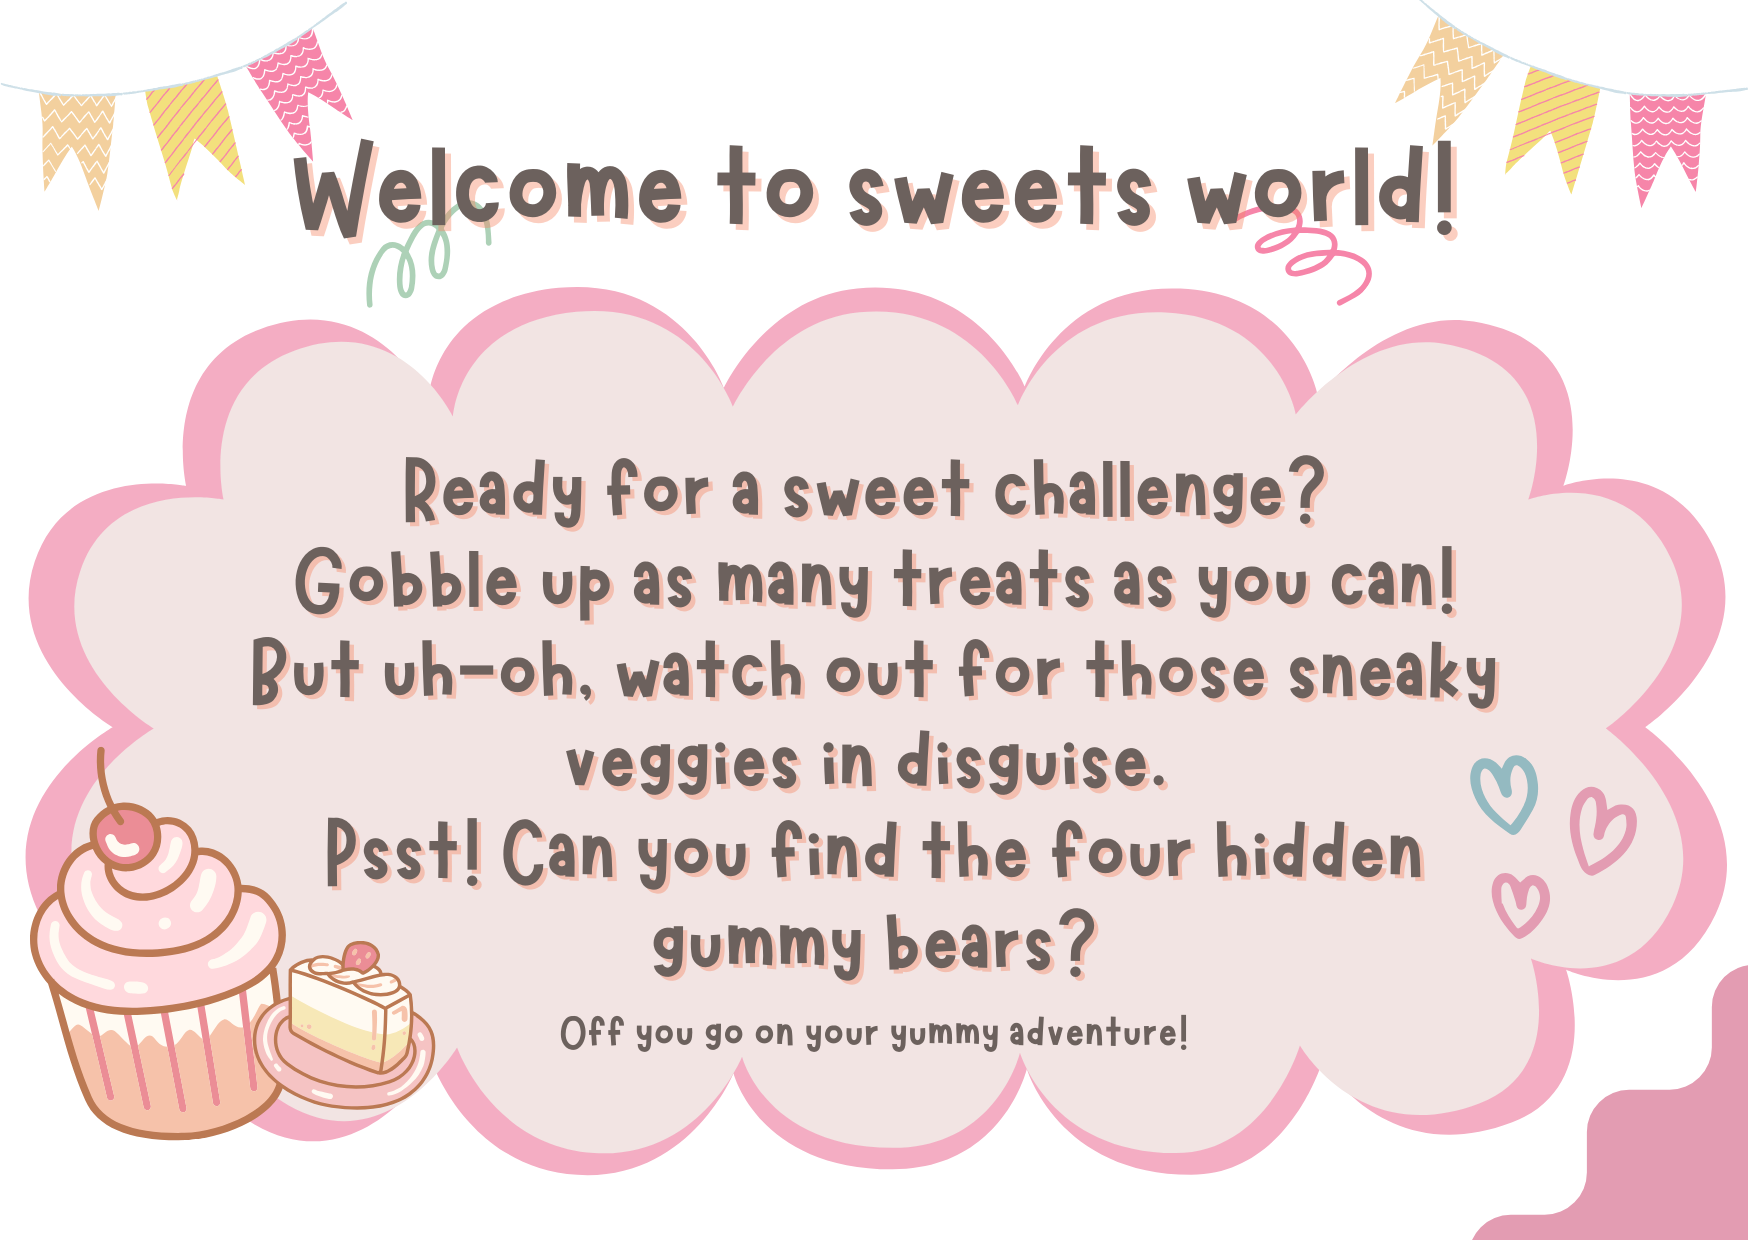 Welcome to sweets world!
Ready for a sweet challenge?
Gobble up as many treats as you can!
But uh-oh, watch out for those sneaky
veggies in disguise.
Psst! Can you find the four hidden
gummy bears?
Off you go on your yummy adventure!